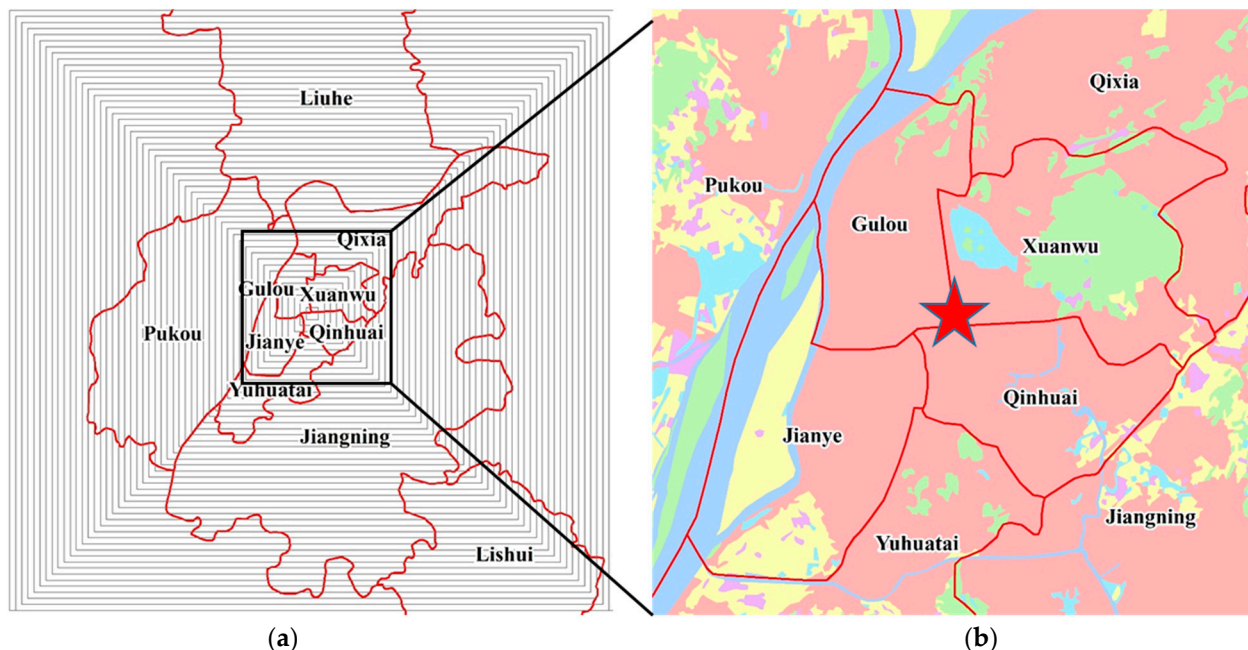 Liuhe
Qixia
Gulou
Xuanwu
Pukou
Jianye
Qinhuai
Yuhuatai
Jiangning
Lishui
(a)
Qixia
Pukou
Gulou
Xuanwu
Qinhuai
Jianye
Jiangning
Yuhuatai
(b)